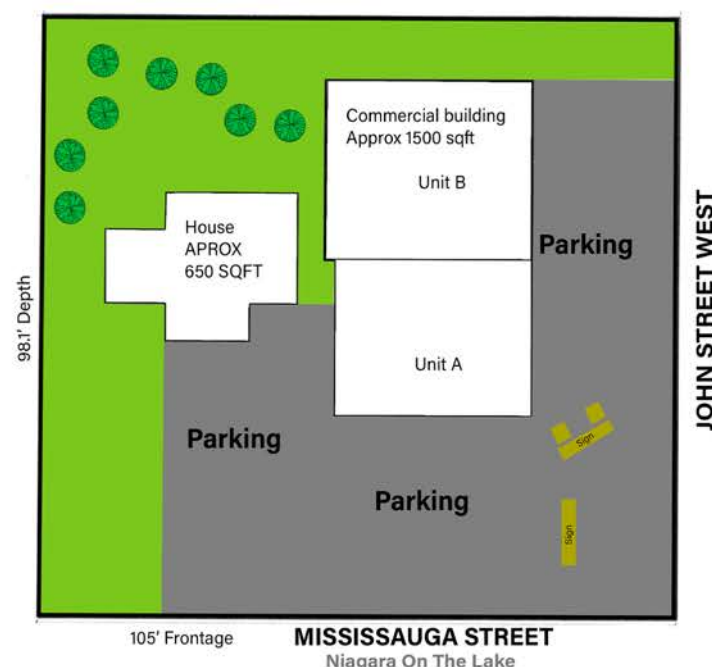 Commercial building
Approx 1500 sqft
Unit B
House
APROX
650 SQFT
Parking
JOHN STREET WEST
98.1' Depth
Unit A
Parking
Sign
Parking
Sign
105' Frontage
MISSISSAUGA STREET
Niagara On The Lake